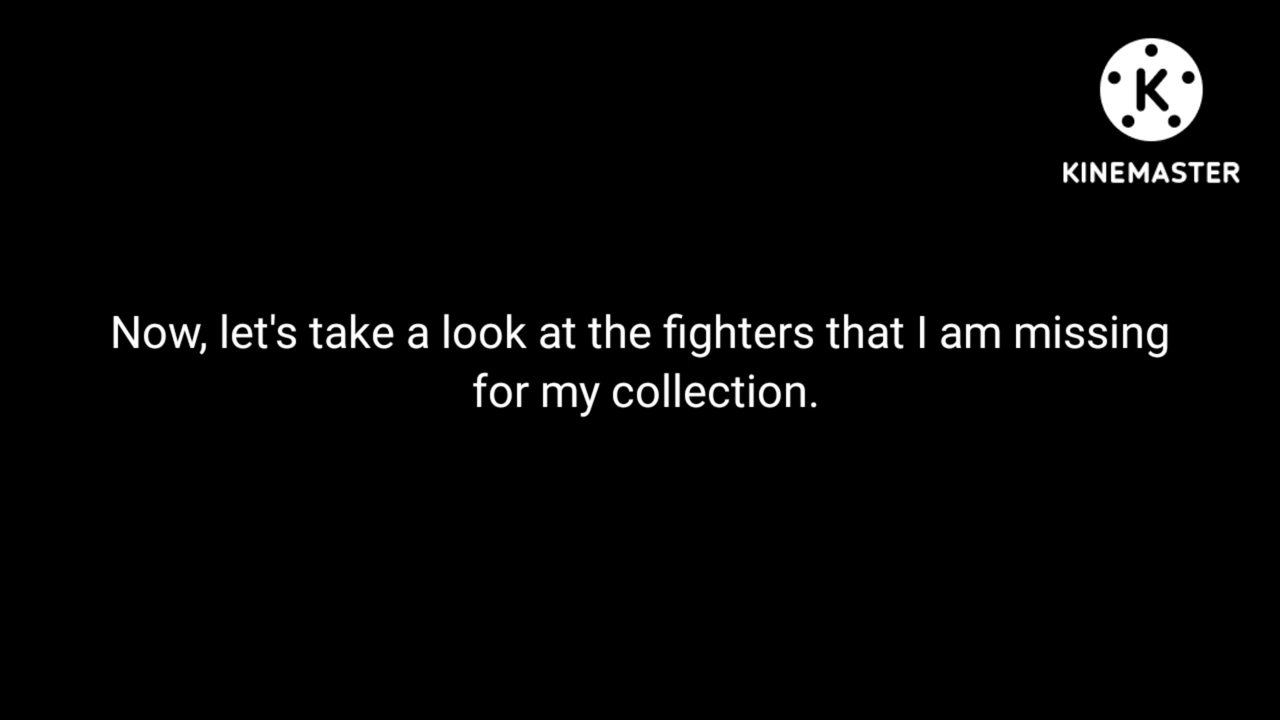 K
KINEMASTER
Now, let's take a look at the fighters that I am missing
for my collection.